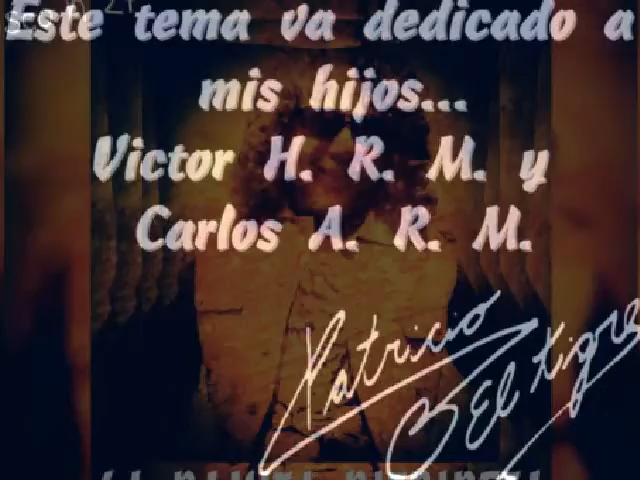 Este tema va dedicado a
mis hijos...
Victor H. R. M. y
Carlos A. R. M.
Patricio
El tigre